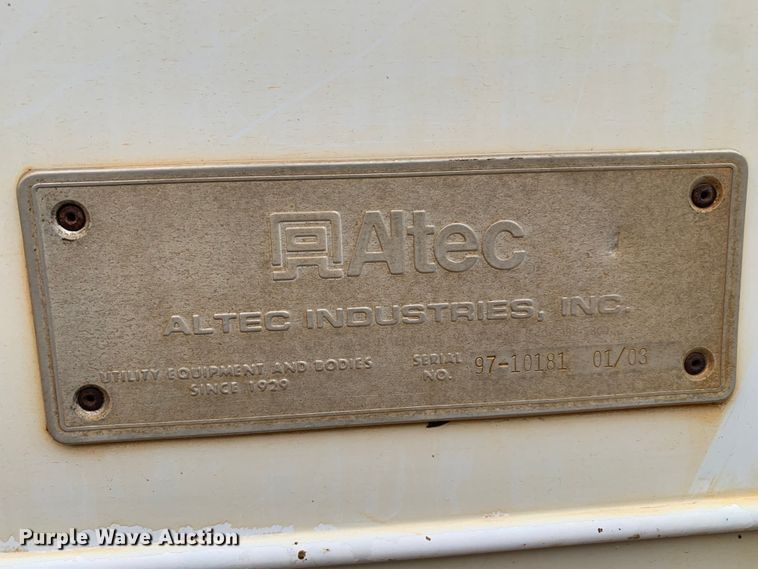 Altec
ALTEC INDUSTRIES, INC.
UTILITY EQUIPMENT AND BODIES
SINCE 1929
SERIAL
NO. 97-10181 01/03
Purple Wave Auction